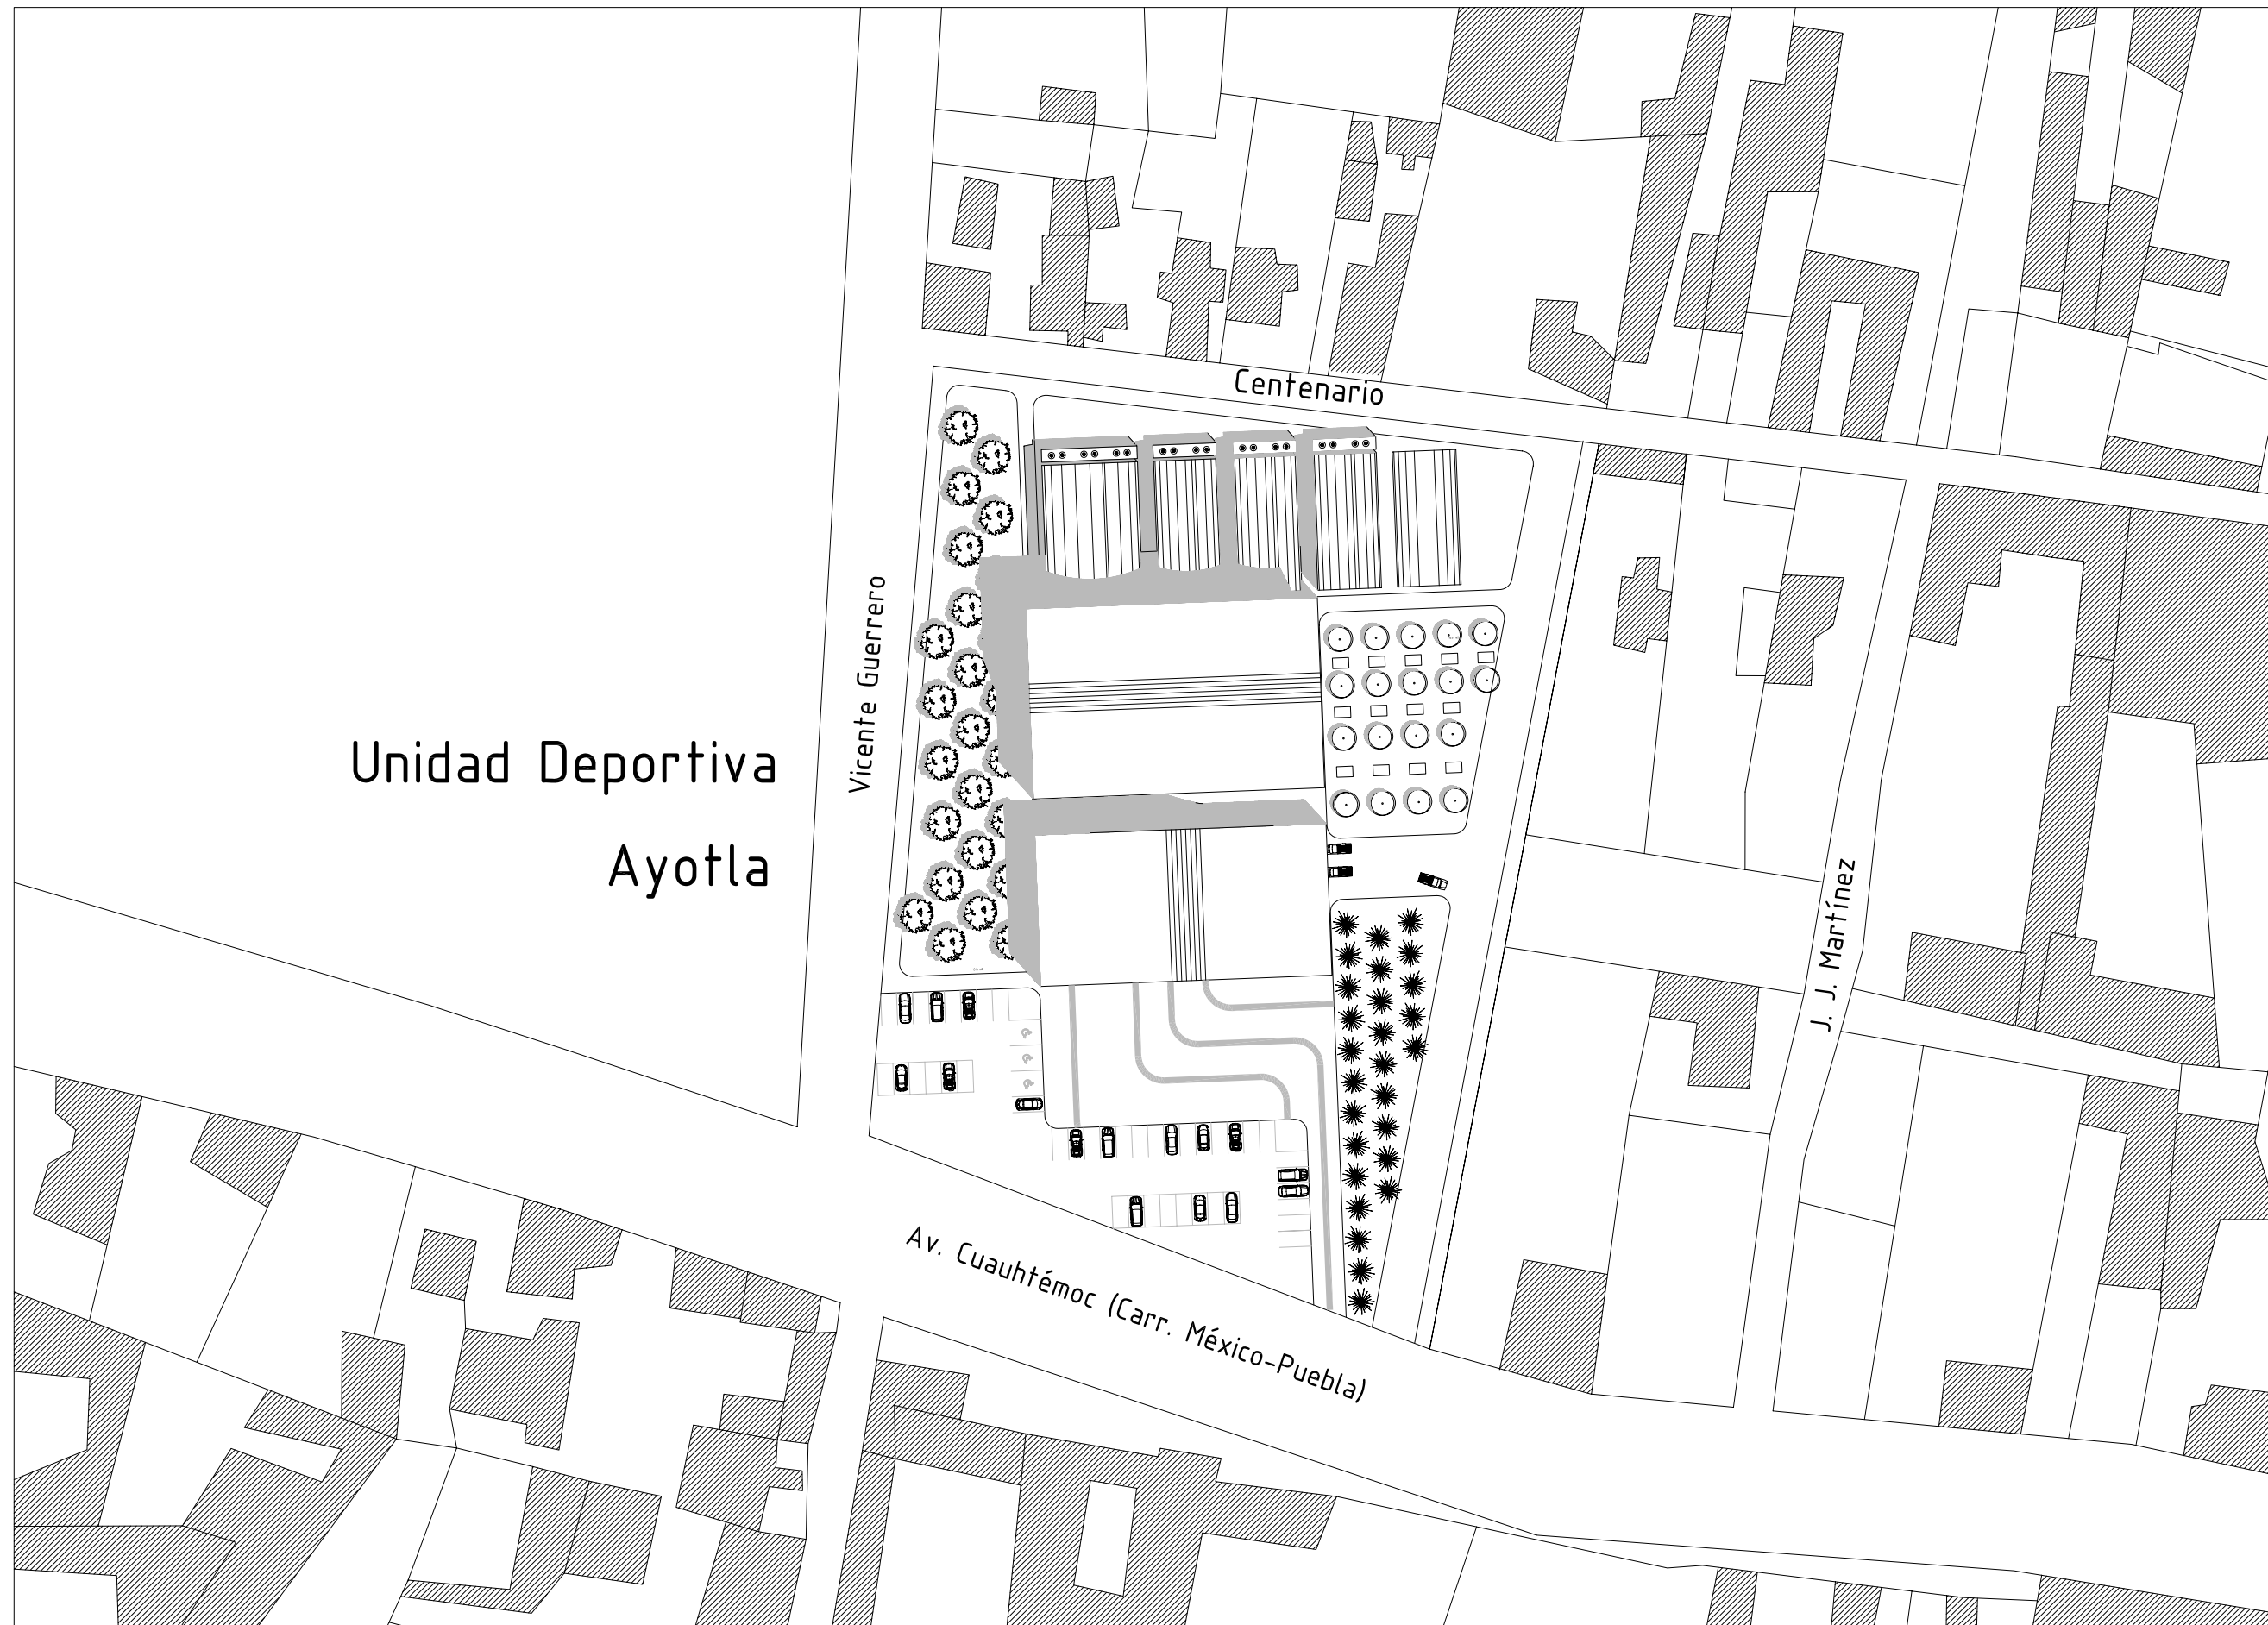 Centenario
Vicente Guerrero
Unidad Deportiva
Ayotla
J. J. Martínez
Av. Cuauhtémoc (Carr. México-Puebla)